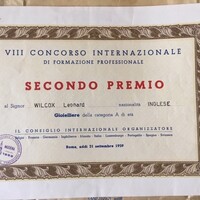 VIII CONCORSO INTERNAZIONALE
DI FORMAZIONE PROFESSIONALE
SECONDO PREMIO
al Signor WILCOX nazionalità INGLESE
Gioielliere della categoria A di età
IL CONSIGLIO INTERNAZIONALE ORGANIZZATORE
Roma, addì 21 settembre 1959